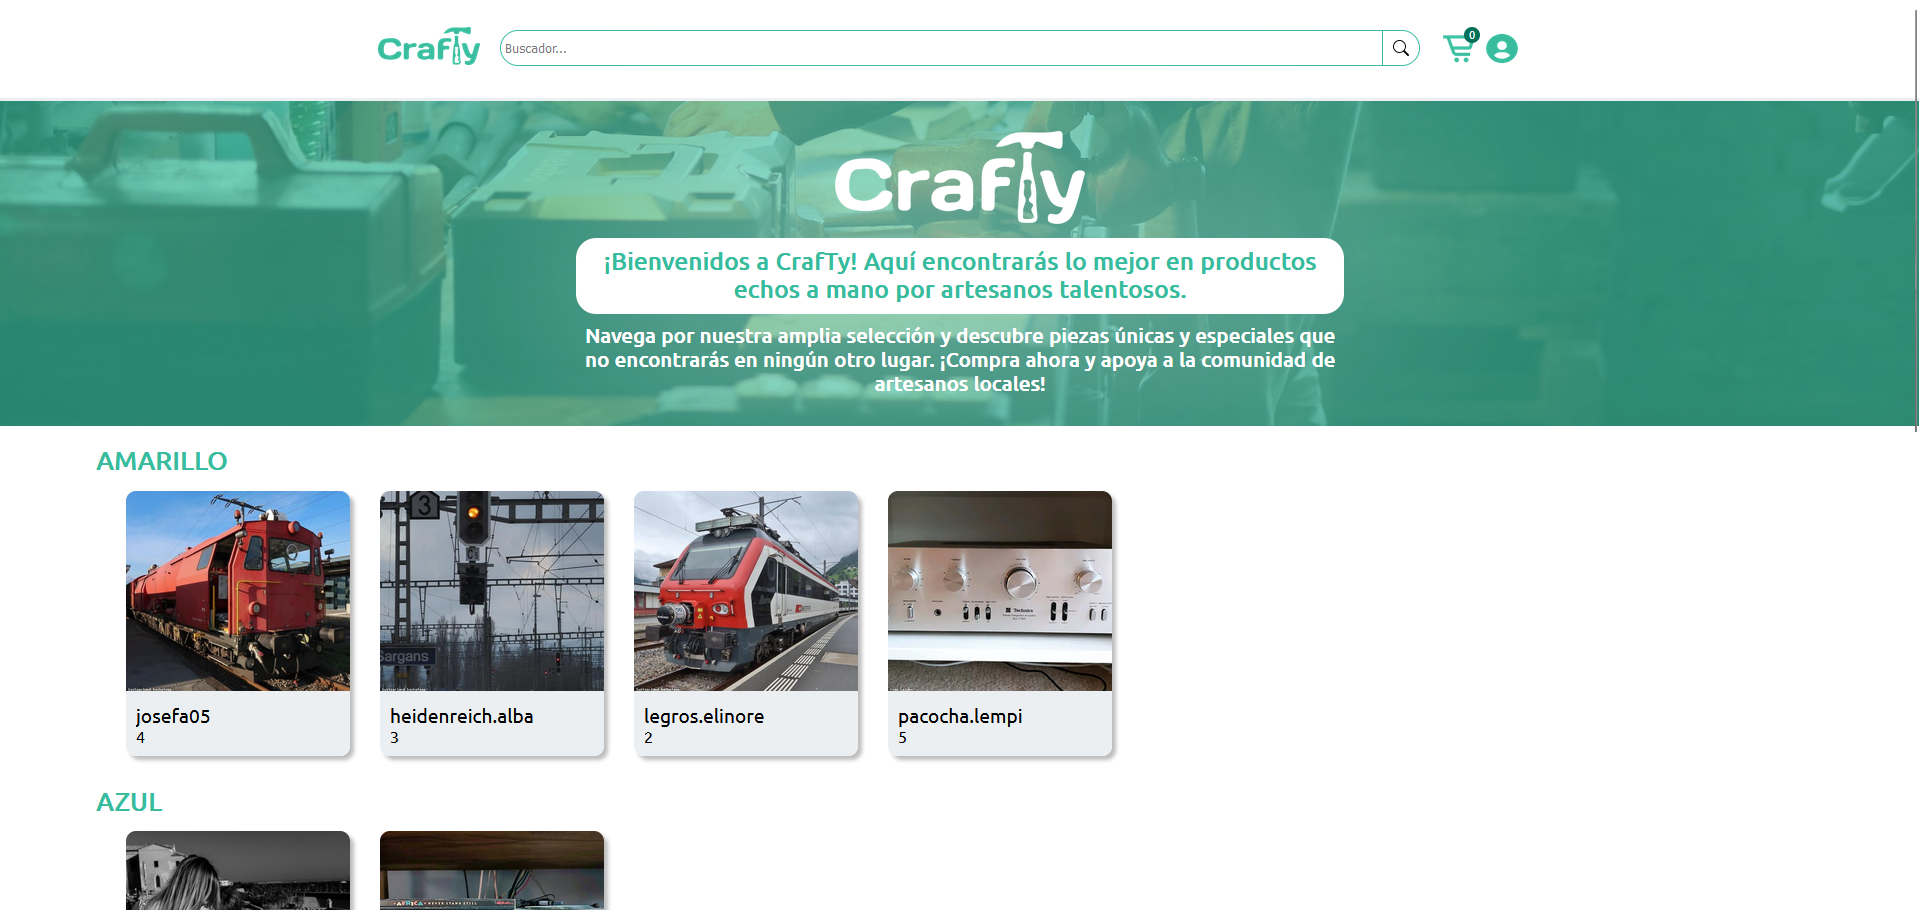 CrafTy
Buscador...
0
CrafTy
¡Bienvenidos a CrafTy! Aquí encontrarás lo mejor en productos
echos a mano por artesanos talentosos.
Navega por nuestra amplia selección y descubre piezas únicas y especiales que
no encontrarás en ningún otro lugar. ¡Compra ahora y apoya a la comunidad de
artesanos locales!
AMARILLO
3
Sargans
Technics
josefa05
4
heidenreich.alba
3
legros.elinore
2
pacocha.lempi
5
AZUL
AFRICA